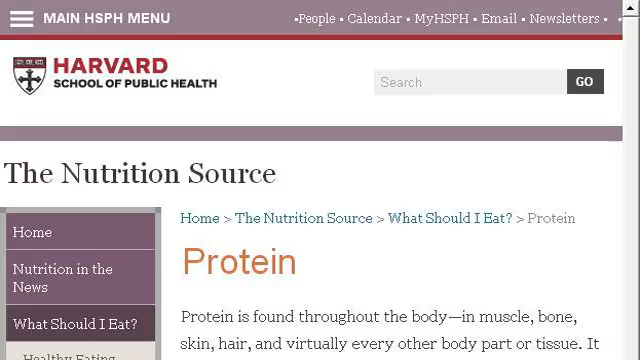 MAIN HSPH MENU
•People • Calendar • MyHSPH • Email • Newsletters •
HARVARD
SCHOOL OF PUBLIC HEALTH
Search
GO
The Nutrition Source
Home > The Nutrition Source > What Should I Eat? > Protein
Home
Nutrition in the
News
What Should I Eat?
Healthy Eating
Protein
Protein is found throughout the body—in muscle, bone,
skin, hair, and virtually every other body part or tissue. It